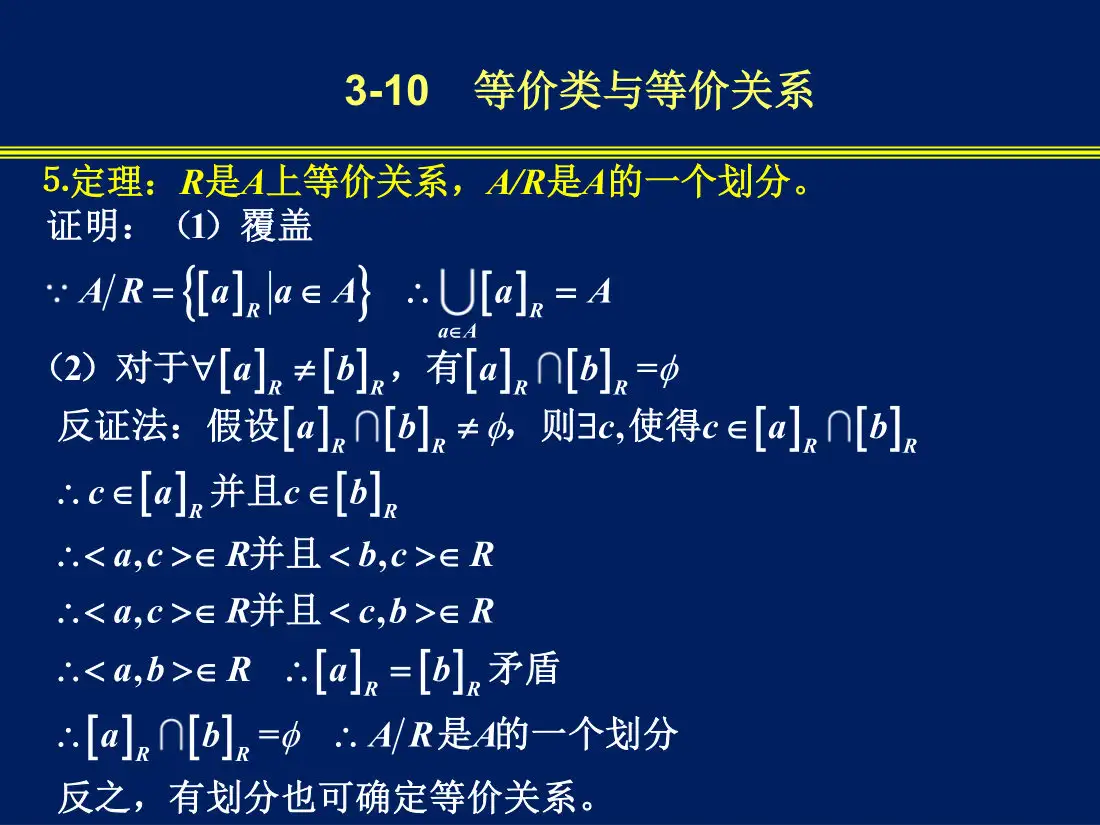 3-10 等价类与等价关系
5.定理：R是A上等价关系，A/R是A的一个划分。
证明：（1）覆盖
∵ A/R = {[a]_R | a ∈ A} ∴ ⋃_{a∈A} [a]_R = A
（2）对于∀[a]_R ≠ [b]_R，有[a]_R ∩ [b]_R =ϕ
反证法：假设[a]_R ∩ [b]_R ≠ ϕ，则∃c,使得c ∈ [a]_R ∩ [b]_R
∴ c ∈ [a]_R 并且c ∈ [b]_R
∴< a,c >∈ R并且< b,c >∈ R
∴< a,c >∈ R并且< c,b >∈ R
∴< a,b >∈ R ∴ [a]_R = [b]_R 矛盾
∴ [a]_R ∩ [b]_R =ϕ ∴ A/R是A的一个划分
反之，有划分也可确定等价关系。